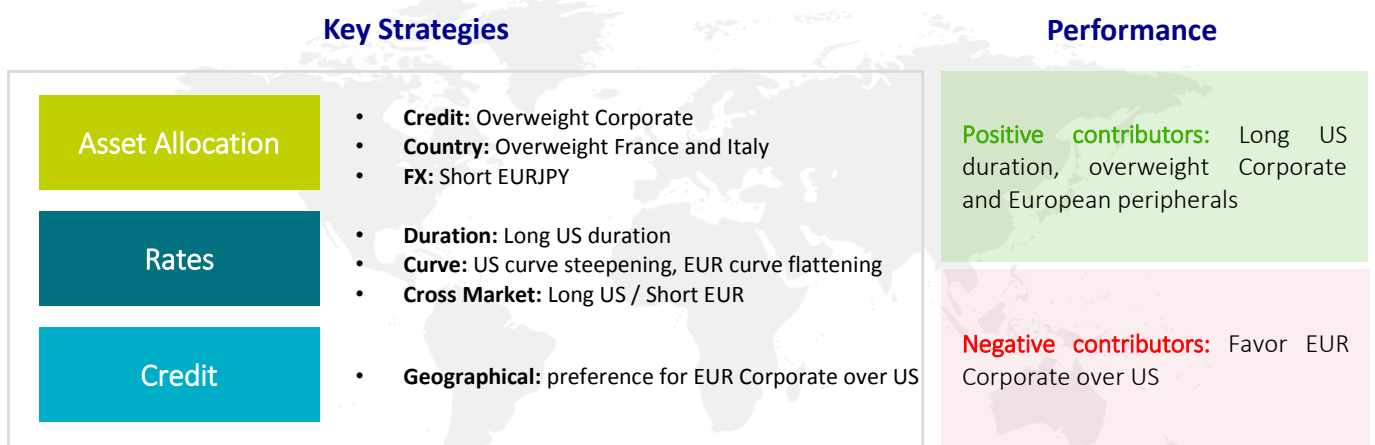 Key Strategies
Performance
Asset Allocation
• Credit: Overweight Corporate
• Country: Overweight France and Italy
• FX: Short EURJPY
Rates
• Duration: Long US duration
• Curve: US curve steepening, EUR curve flattening
• Cross Market: Long US / Short EUR
Credit
• Geographical: preference for EUR Corporate over US
Positive contributors: Long US
duration, overweight Corporate
and European peripherals
Negative contributors: Favor EUR
Corporate over US